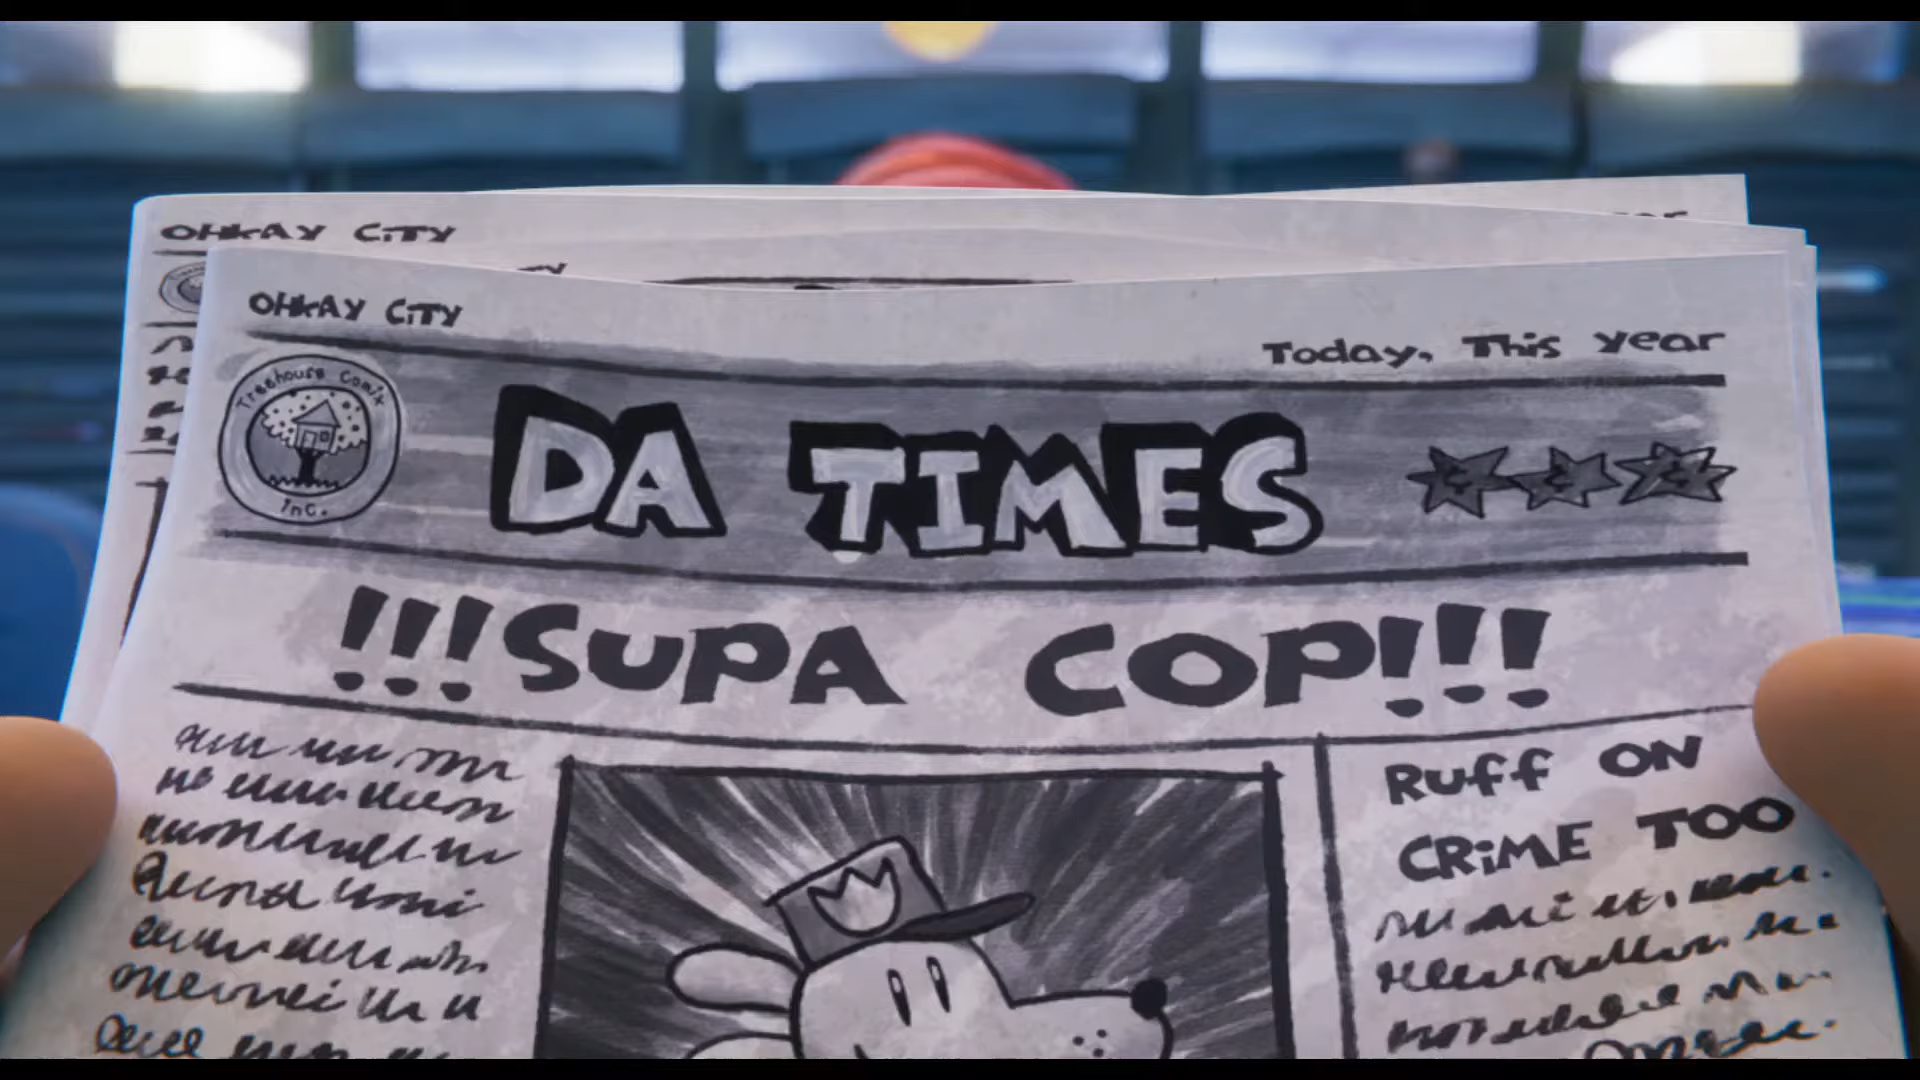 OHKAY CiTY
OHKAY CiTY
Today, This year
Treehouse Comix
Inc.
DA TIMES
!!!SUPA COP!!!
Ruff ON
CRiME TOO